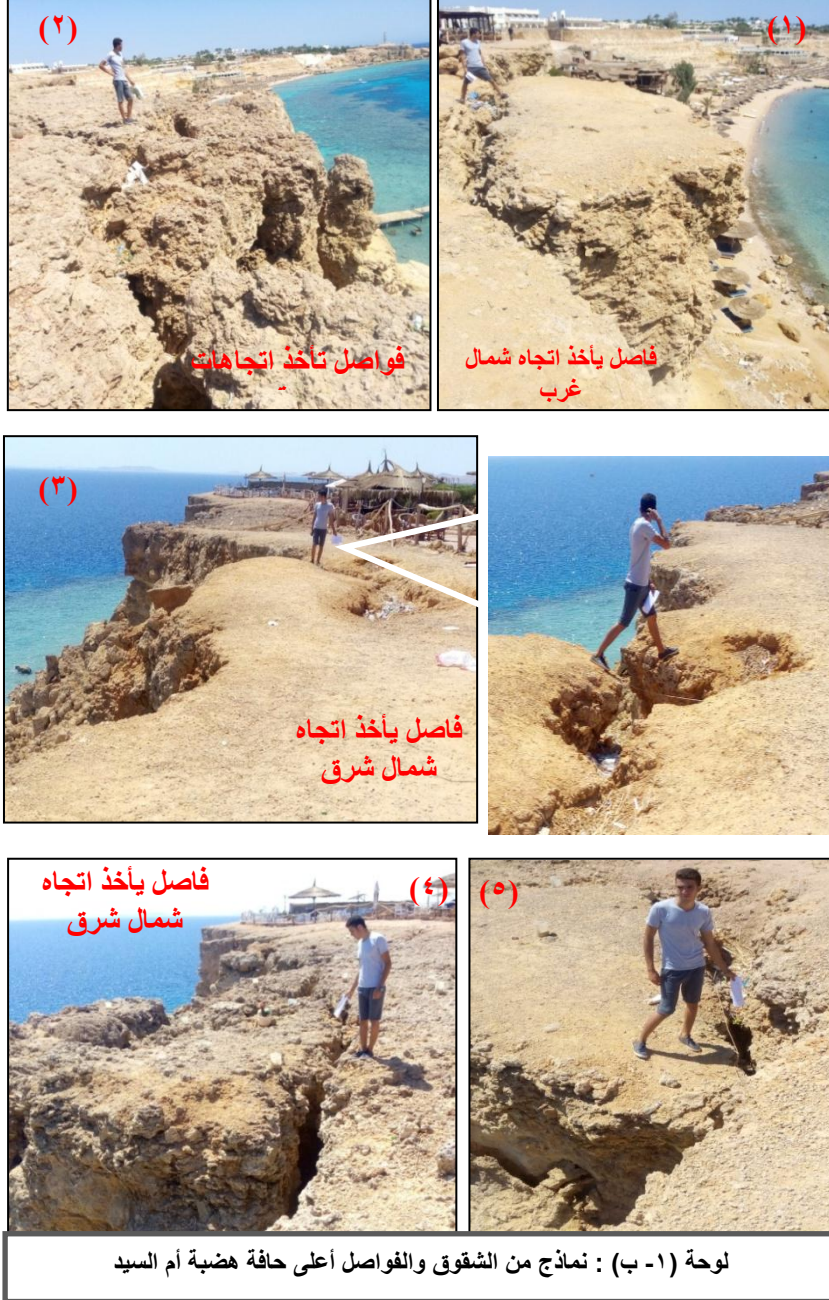 (١)
فاصل يأخذ اتجاه شمال
غرب
(٢)
فواصل تأخذ اتجاهات
(٣)
فاصل يأخذ اتجاه
شمال شرق
(٤)
فاصل يأخذ اتجاه
شمال شرق
(٥)
لوحة (١- ب) : نماذج من الشقوق والفواصل أعلى حافة هضبة أم السيد